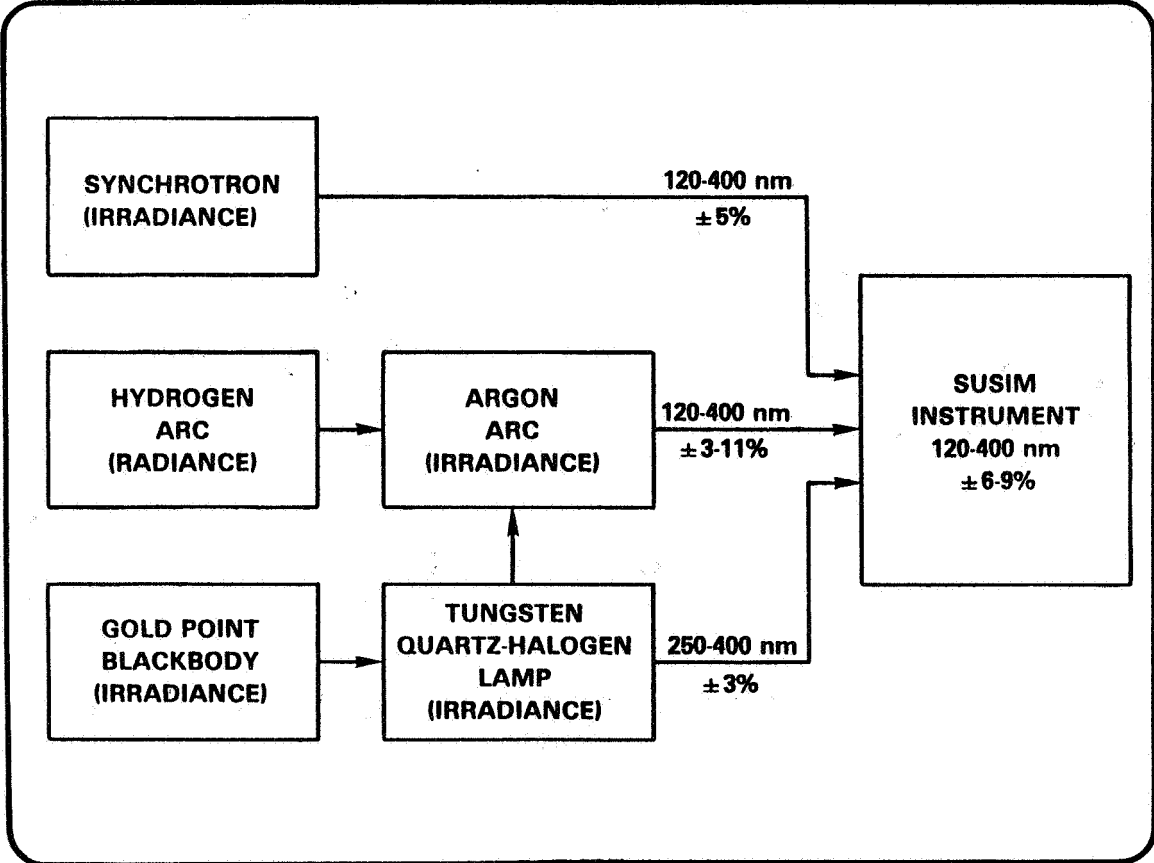 SYNCHROTRON
(IRRADIANCE)
120-400 nm
±5%
HYDROGEN
ARC
(RADIANCE)
ARGON
ARC
(IRRADIANCE)
120-400 nm
±3-11%
SUSIM
INSTRUMENT
120-400 nm
±6-9%
GOLD POINT
BLACKBODY
(IRRADIANCE)
TUNGSTEN
QUARTZ-HALOGEN
LAMP
(IRRADIANCE)
250-400 nm
±3%